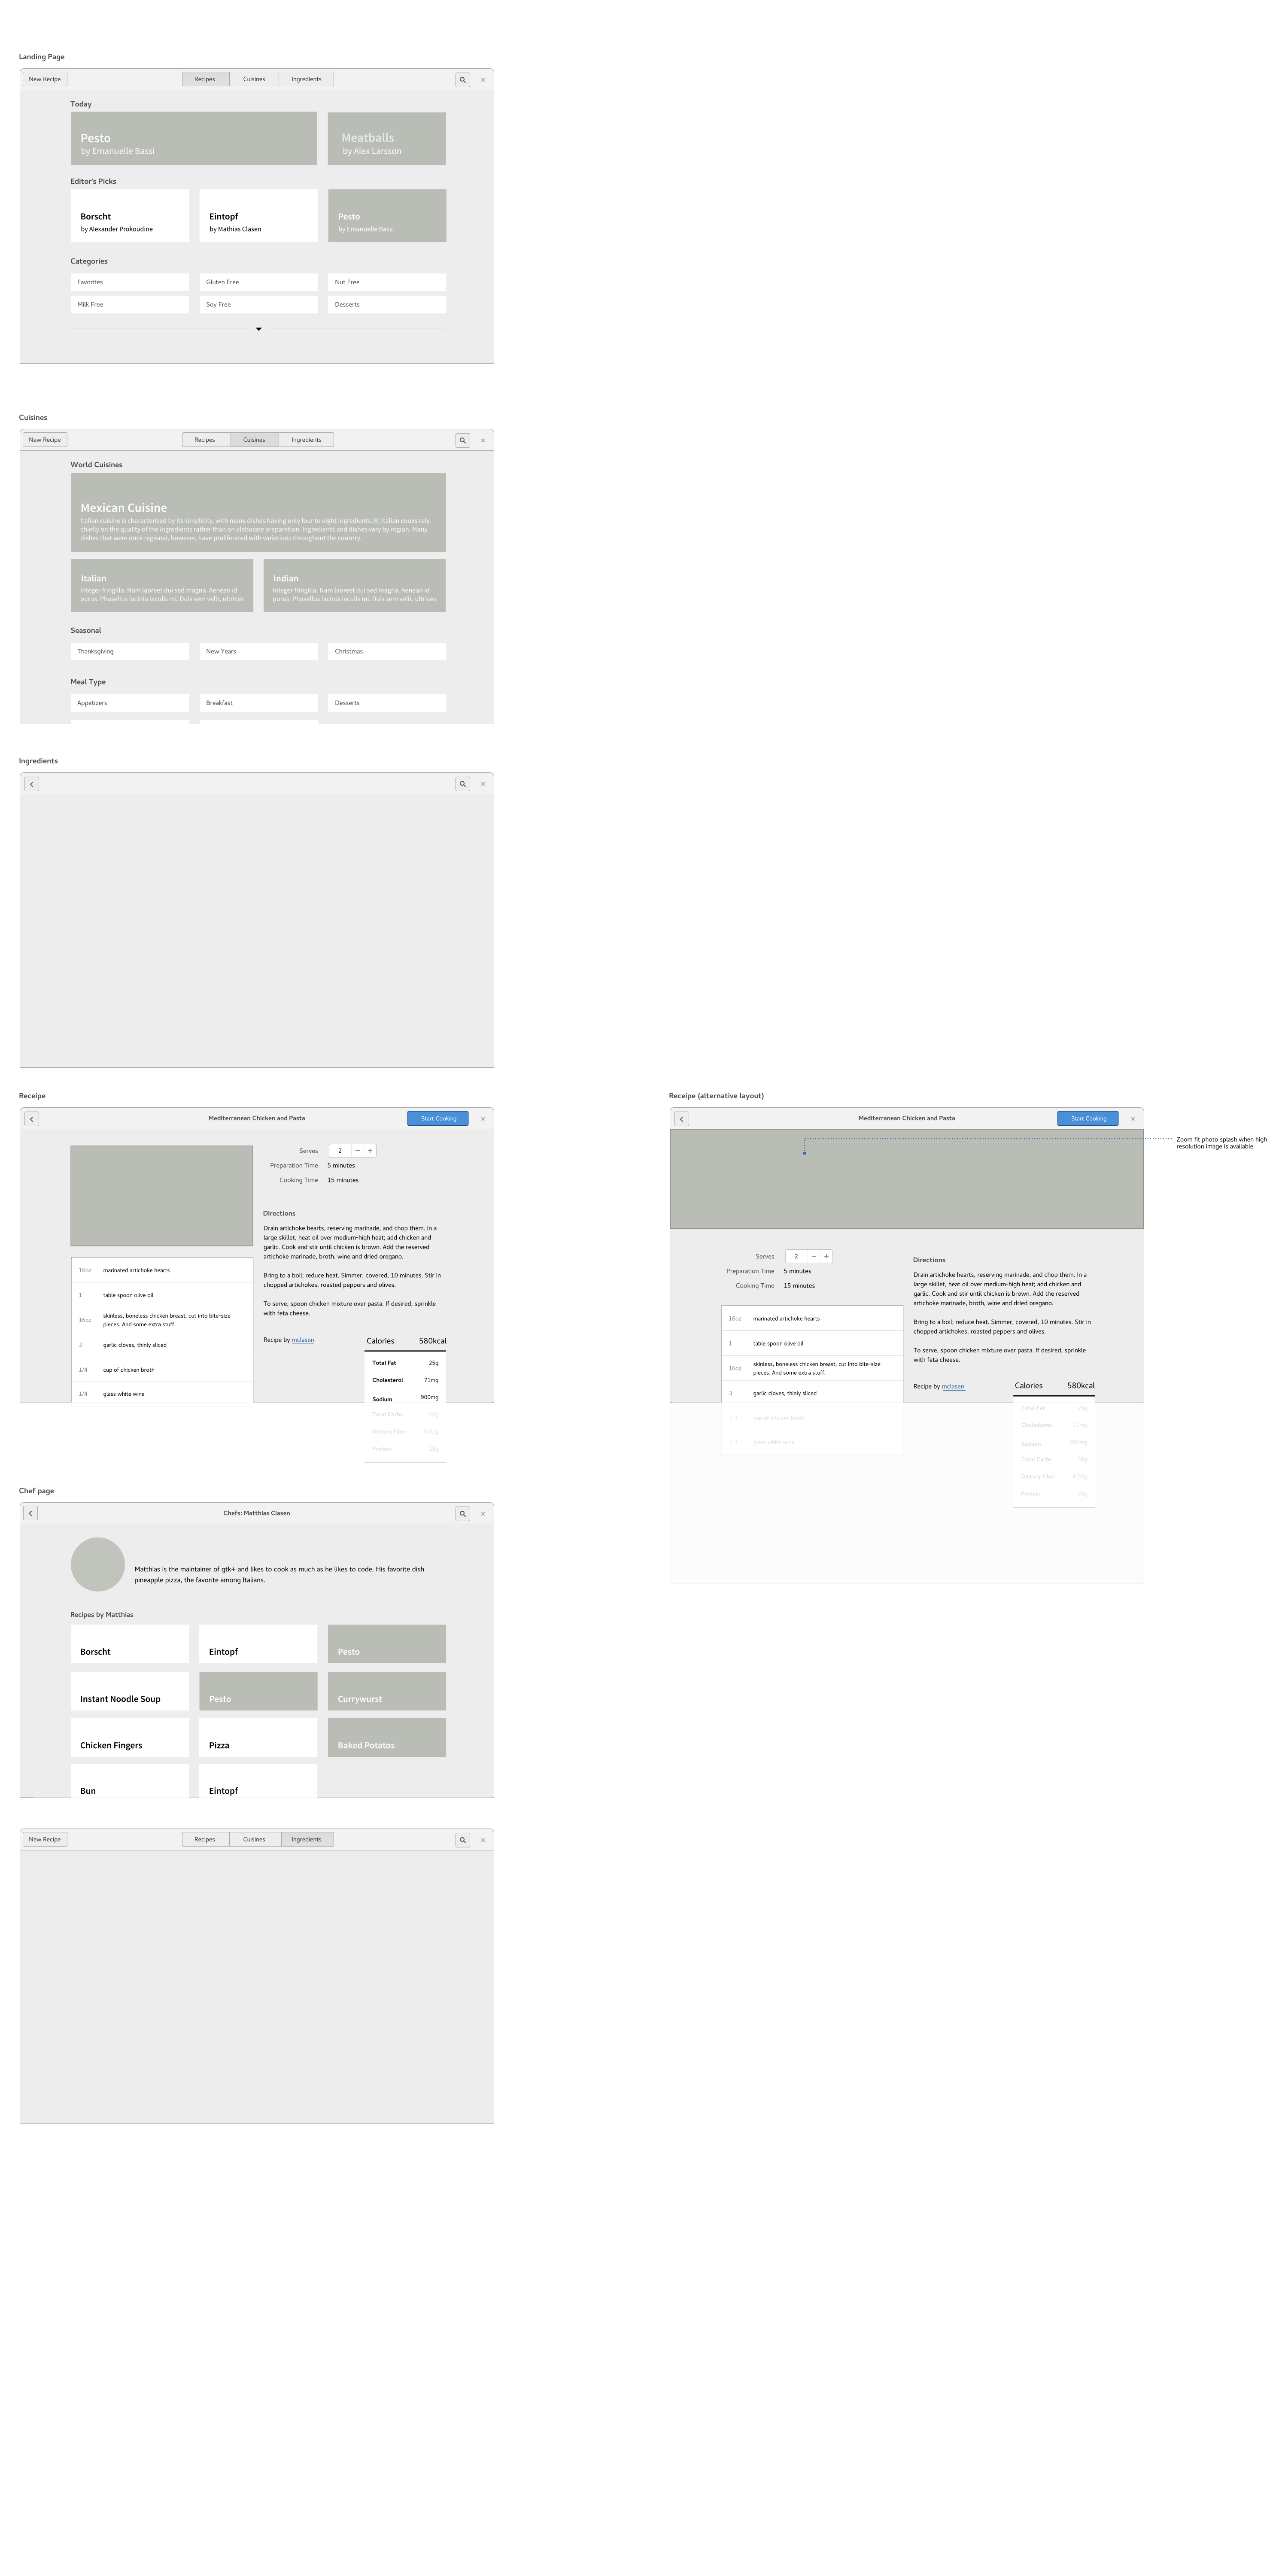 Landing Page
New Recipe
Recipes
Cuisines
Ingredients
×
Today
Pesto
by Emanuelle Bassi
Meatballs
by Alex Larsson
Editor's Picks
Borscht
by Alexander Prokoudine
Eintopf
by Mathias Clasen
Pesto
by Emanuelle Bassi
Categories
Favorites
Gluten Free
Nut Free
Milk Free
Soy Free
Desserts
Cuisines
New Recipe
Recipes
Cuisines
Ingredients
×
World Cuisines
Mexican Cuisine
Italian cuisine is characterized by its simplicity, with many dishes having only four to eight ingredients.[8] Italian cooks rely
chiefly on the quality of the ingredients rather than on elaborate preparation. Ingredients and dishes vary by region. Many
dishes that were once regional, however, have proliferated with variations throughout the country.
Italian
Integer fringilla. Nam laoreet dui sed magna. Aenean id
purus. Phasellus lacinia iaculis mi. Duis sem velit, ultrices
Indian
Integer fringilla. Nam laoreet dui sed magna. Aenean id
purus. Phasellus lacinia iaculis mi. Duis sem velit, ultrices
Seasonal
Thanksgiving
New Years
Christmas
Meal Type
Appetizers
Breakfast
Desserts
Ingredients
×
Receipe
Mediterranean Chicken and Pasta
Start Cooking
×
Serves
2
−
+
Preparation Time
5 minutes
Cooking Time
15 minutes
Directions
Drain artichoke hearts, reserving marinade, and chop them. In a
large skillet, heat oil over medium-high heat; add chicken and
garlic. Cook and stir until chicken is brown. Add the reserved
artichoke marinade, broth, wine and dried oregano.
Bring to a boil; reduce heat. Simmer, covered, 10 minutes. Stir in
chopped artichokes, roasted peppers and olives.
To serve, spoon chicken mixture over pasta. If desired, sprinkle
with feta cheese.
16oz
marinated artichoke hearts
1
table spoon olive oil
16oz
skinless, boneless chicken breast, cut into bite-size
pieces. And some extra stuff.
3
garlic cloves, thinly sliced
1/4
cup of chicken broth
1/4
glass white wine
Recipe by mclasen
Calories
580kcal
Total Fat
25g
Cholesterol
71mg
Sodium
900mg
Total Carbs
Dietary Fiber
Protein
Receipe (alternative layout)
Mediterranean Chicken and Pasta
Start Cooking
×
Zoom fit photo splash when high
resolution image is available
Serves
2
−
+
Preparation Time
5 minutes
Cooking Time
15 minutes
16oz
marinated artichoke hearts
1
table spoon olive oil
16oz
skinless, boneless chicken breast, cut into bite-size
pieces. And some extra stuff.
3
garlic cloves, thinly sliced
cup of chicken broth
glass white wine
Directions
Drain artichoke hearts, reserving marinade, and chop them. In a
large skillet, heat oil over medium-high heat; add chicken and
garlic. Cook and stir until chicken is brown. Add the reserved
artichoke marinade, broth, wine and dried oregano.
Bring to a boil; reduce heat. Simmer, covered, 10 minutes. Stir in
chopped artichokes, roasted peppers and olives.
To serve, spoon chicken mixture over pasta. If desired, sprinkle
with feta cheese.
Recipe by mclasen
Calories
580kcal
Total Fat
25g
Cholesterol
71mg
Sodium
900mg
Total Carbs
Dietary Fiber
Protein
Chef page
Chefs: Matthias Clasen
×
Matthias is the maintainer of gtk+ and likes to cook as much as he likes to code. His favorite dish
pineapple pizza, the favorite among Italians.
Recipes by Matthias
Borscht
Eintopf
Pesto
Instant Noodle Soup
Pesto
Currywurst
Chicken Fingers
Pizza
Baked Potatos
Bun
Eintopf
New Recipe
Recipes
Cuisines
Ingredients
×